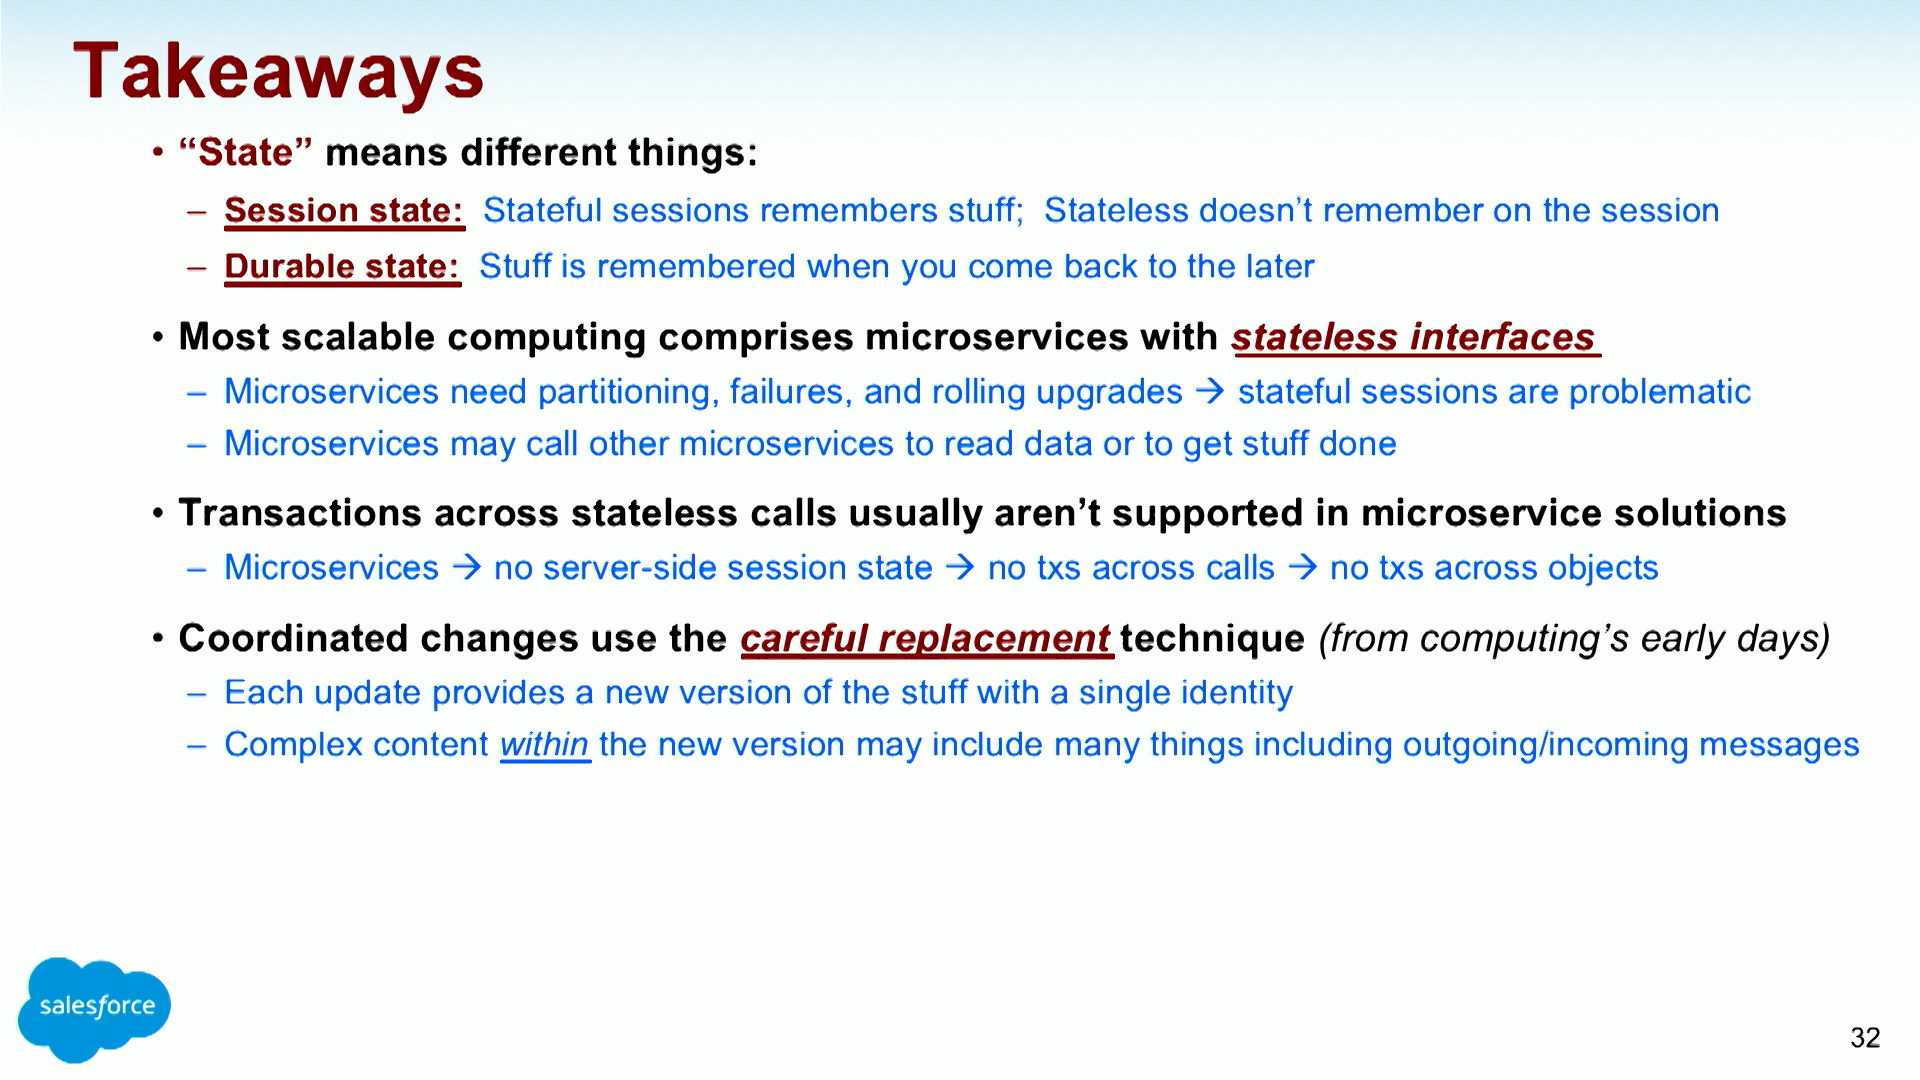 Takeaways
• “State” means different things:
– Session state: Stateful sessions remembers stuff; Stateless doesn’t remember on the session
– Durable state: Stuff is remembered when you come back to the later
• Most scalable computing comprises microservices with stateless interfaces
– Microservices need partitioning, failures, and rolling upgrades → stateful sessions are problematic
– Microservices may call other microservices to read data or to get stuff done
• Transactions across stateless calls usually aren’t supported in microservice solutions
– Microservices → no server-side session state → no txs across calls → no txs across objects
• Coordinated changes use the careful replacement technique (from computing’s early days)
– Each update provides a new version of the stuff with a single identity
– Complex content within the new version may include many things including outgoing/incoming messages
salesforce
32